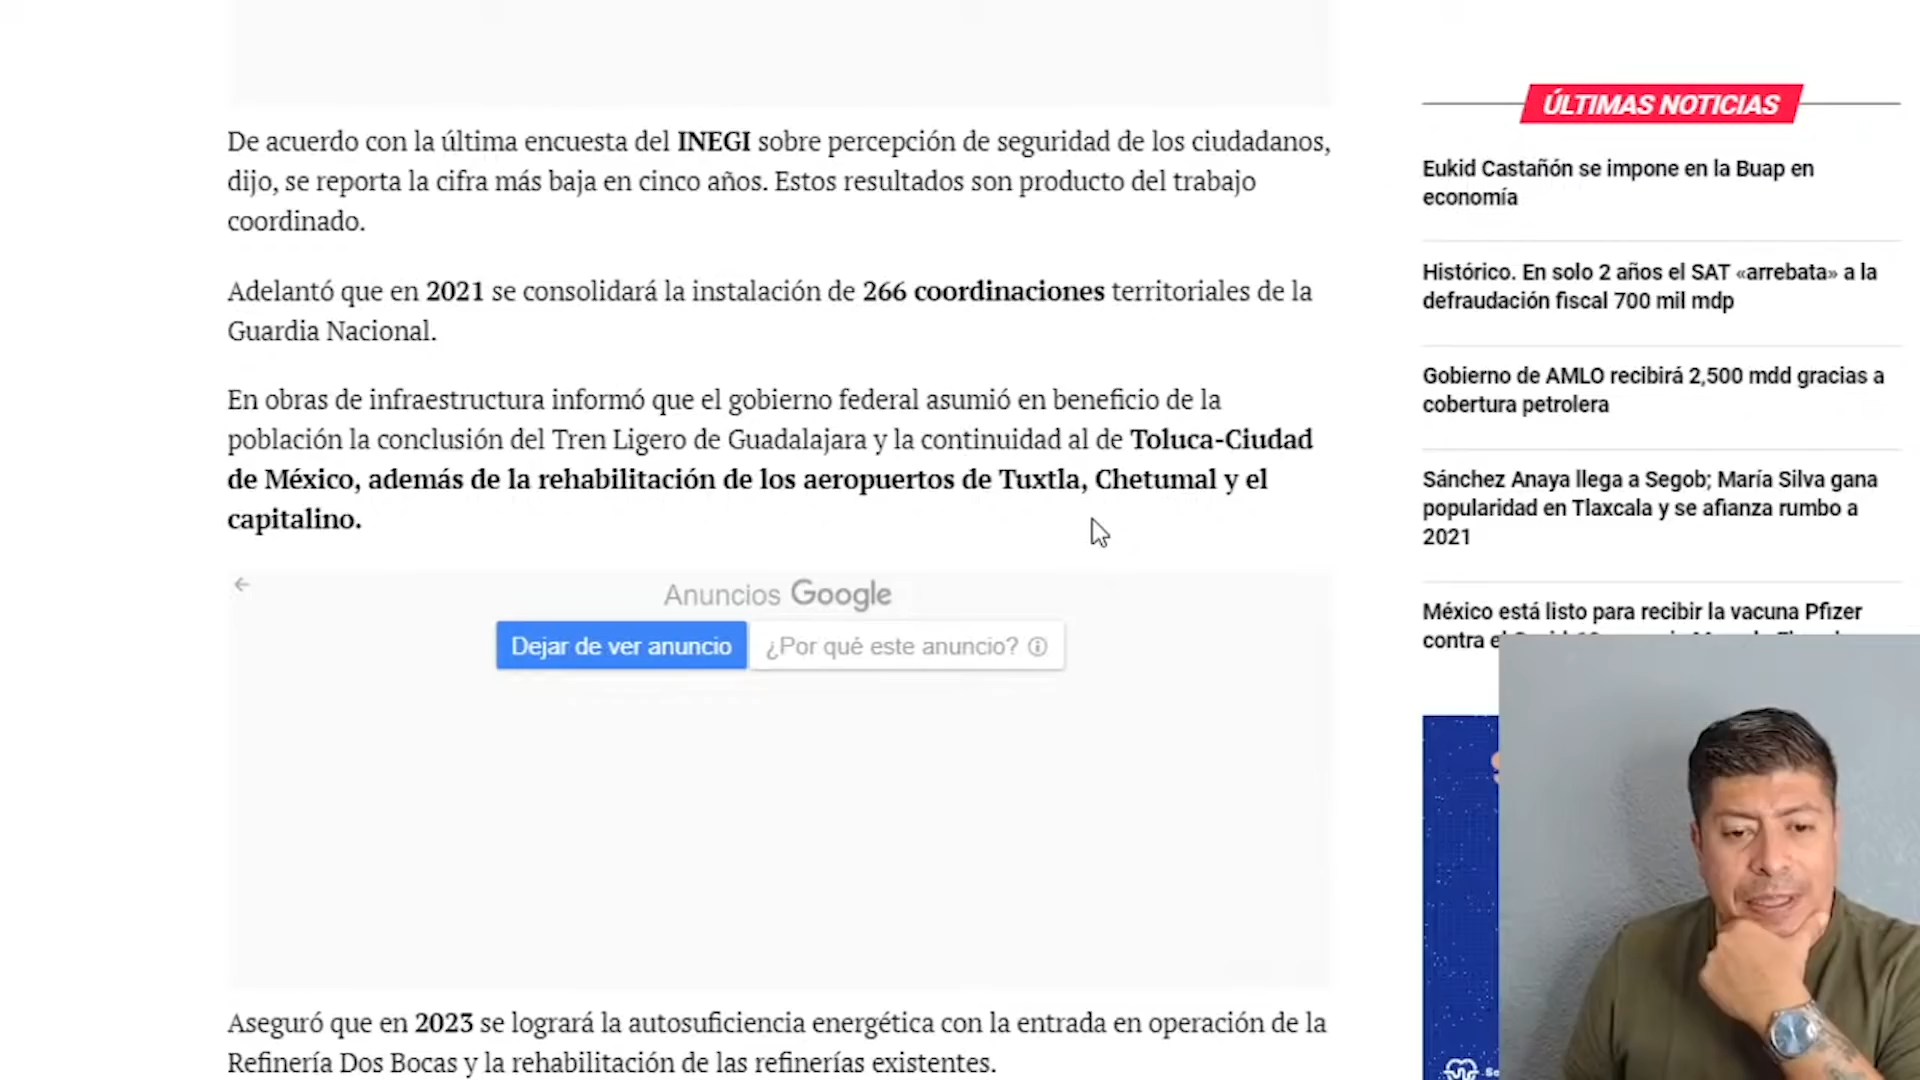 De acuerdo con la última encuesta del INEGI sobre percepción de seguridad de los ciudadanos,
dijo, se reporta la cifra más baja en cinco años. Estos resultados son producto del trabajo
coordinado.
Adelantó que en 2021 se consolidará la instalación de 266 coordinaciones territoriales de la
Guardia Nacional.
En obras de infraestructura informó que el gobierno federal asumió en beneficio de la
población la conclusión del Tren Ligero de Guadalajara y la continuidad al de Toluca-Ciudad
de México, además de la rehabilitación de los aeropuertos de Tuxtla, Chetumal y el
capitalino.
Anuncios Google
Dejar de ver anuncio
¿Por qué este anuncio?
Aseguró que en 2023 se logrará la autosuficiencia energética con la entrada en operación de la
Refinería Dos Bocas y la rehabilitación de las refinerías existentes.
ÚLTIMAS NOTICIAS
Eukid Castañón se impone en la Buap en
economía
Histórico. En solo 2 años el SAT «arrebata» a la
defraudación fiscal 700 mil mdp
Gobierno de AMLO recibirá 2,500 mdd gracias a
cobertura petrolera
Sánchez Anaya llega a Segob; María Silva gana
popularidad en Tlaxcala y se afianza rumbo a
2021
México está listo para recibir la vacuna Pfizer
contra